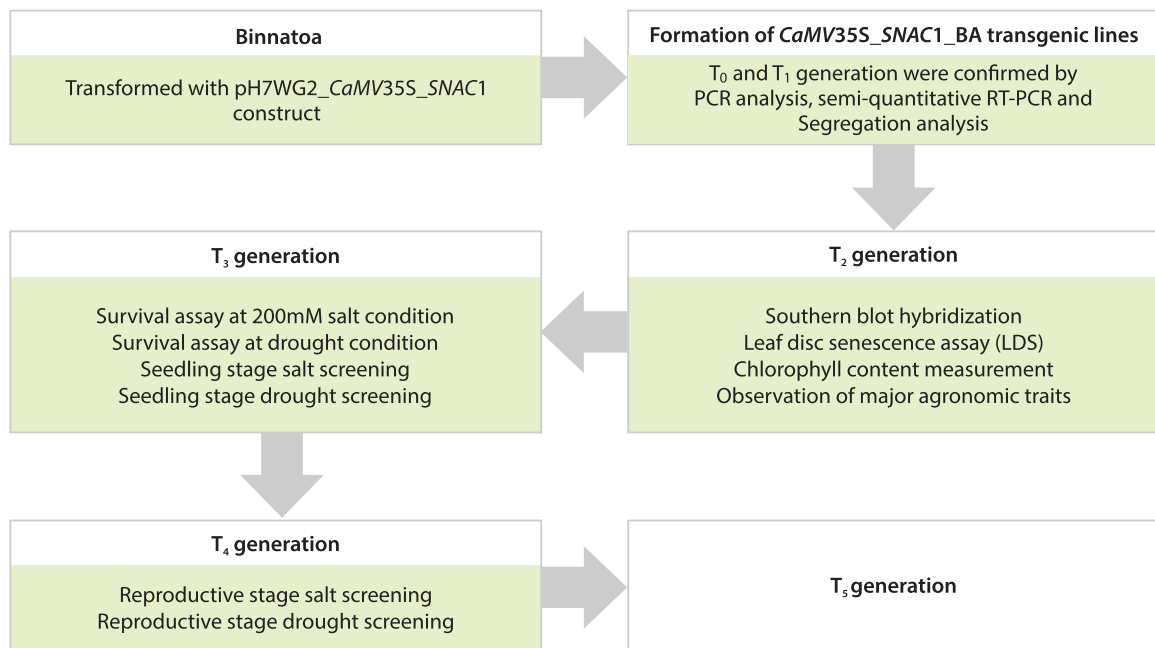 Binnatoa
Transformed with pH7WG2_CaMV35S_SNAC1
construct
Formation of CaMV35S_SNAC1_BA transgenic lines
T0 and T1 generation were confirmed by
PCR analysis, semi-quantitative RT-PCR and
Segregation analysis
T2 generation
Southern blot hybridization
Leaf disc senescence assay (LDS)
Chlorophyll content measurement
Observation of major agronomic traits
T3 generation
Survival assay at 200mM salt condition
Survival assay at drought condition
Seedling stage salt screening
Seedling stage drought screening
T4 generation
Reproductive stage salt screening
Reproductive stage drought screening
T5 generation